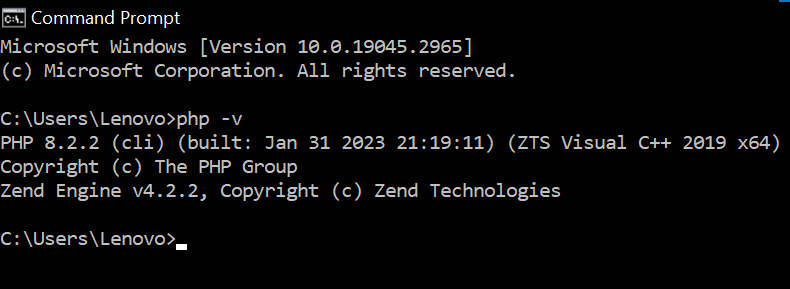 Command Prompt
Microsoft Windows [Version 10.0.19045.2965]
(c) Microsoft Corporation. All rights reserved.
C:\Users\Lenovo>php -v
PHP 8.2.2 (cli) (built: Jan 31 2023 21:19:11) (ZTS Visual C++ 2019 x64)
Copyright (c) The PHP Group
Zend Engine v4.2.2, Copyright (c) Zend Technologies
C:\Users\Lenovo>